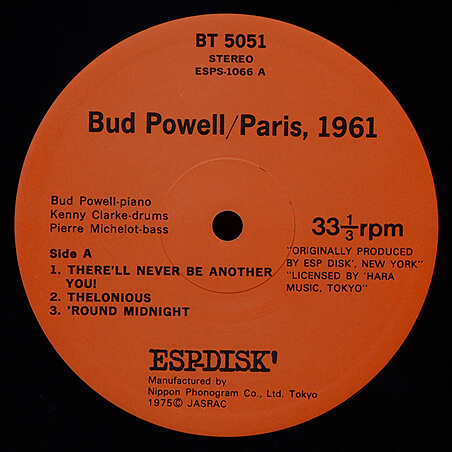 BT 5051
STEREO
ESPS-1066 A
Bud Powell/Paris, 1961
Bud Powell-piano
Kenny Clarke-drums
Pierre Michelot-bass
33⅓rpm
Side A
1. THERE'LL NEVER BE ANOTHER
YOU!
2. THELONIOUS
3. 'ROUND MIDNIGHT
"ORIGINALLY PRODUCED
BY ESP DISK', NEW YORK"
"LICENSED BY 'HARA
MUSIC, TOKYO"
ESP-DISK'
Manufactured by
Nippon Phonogram Co., Ltd. Tokyo
1975© JASRAC